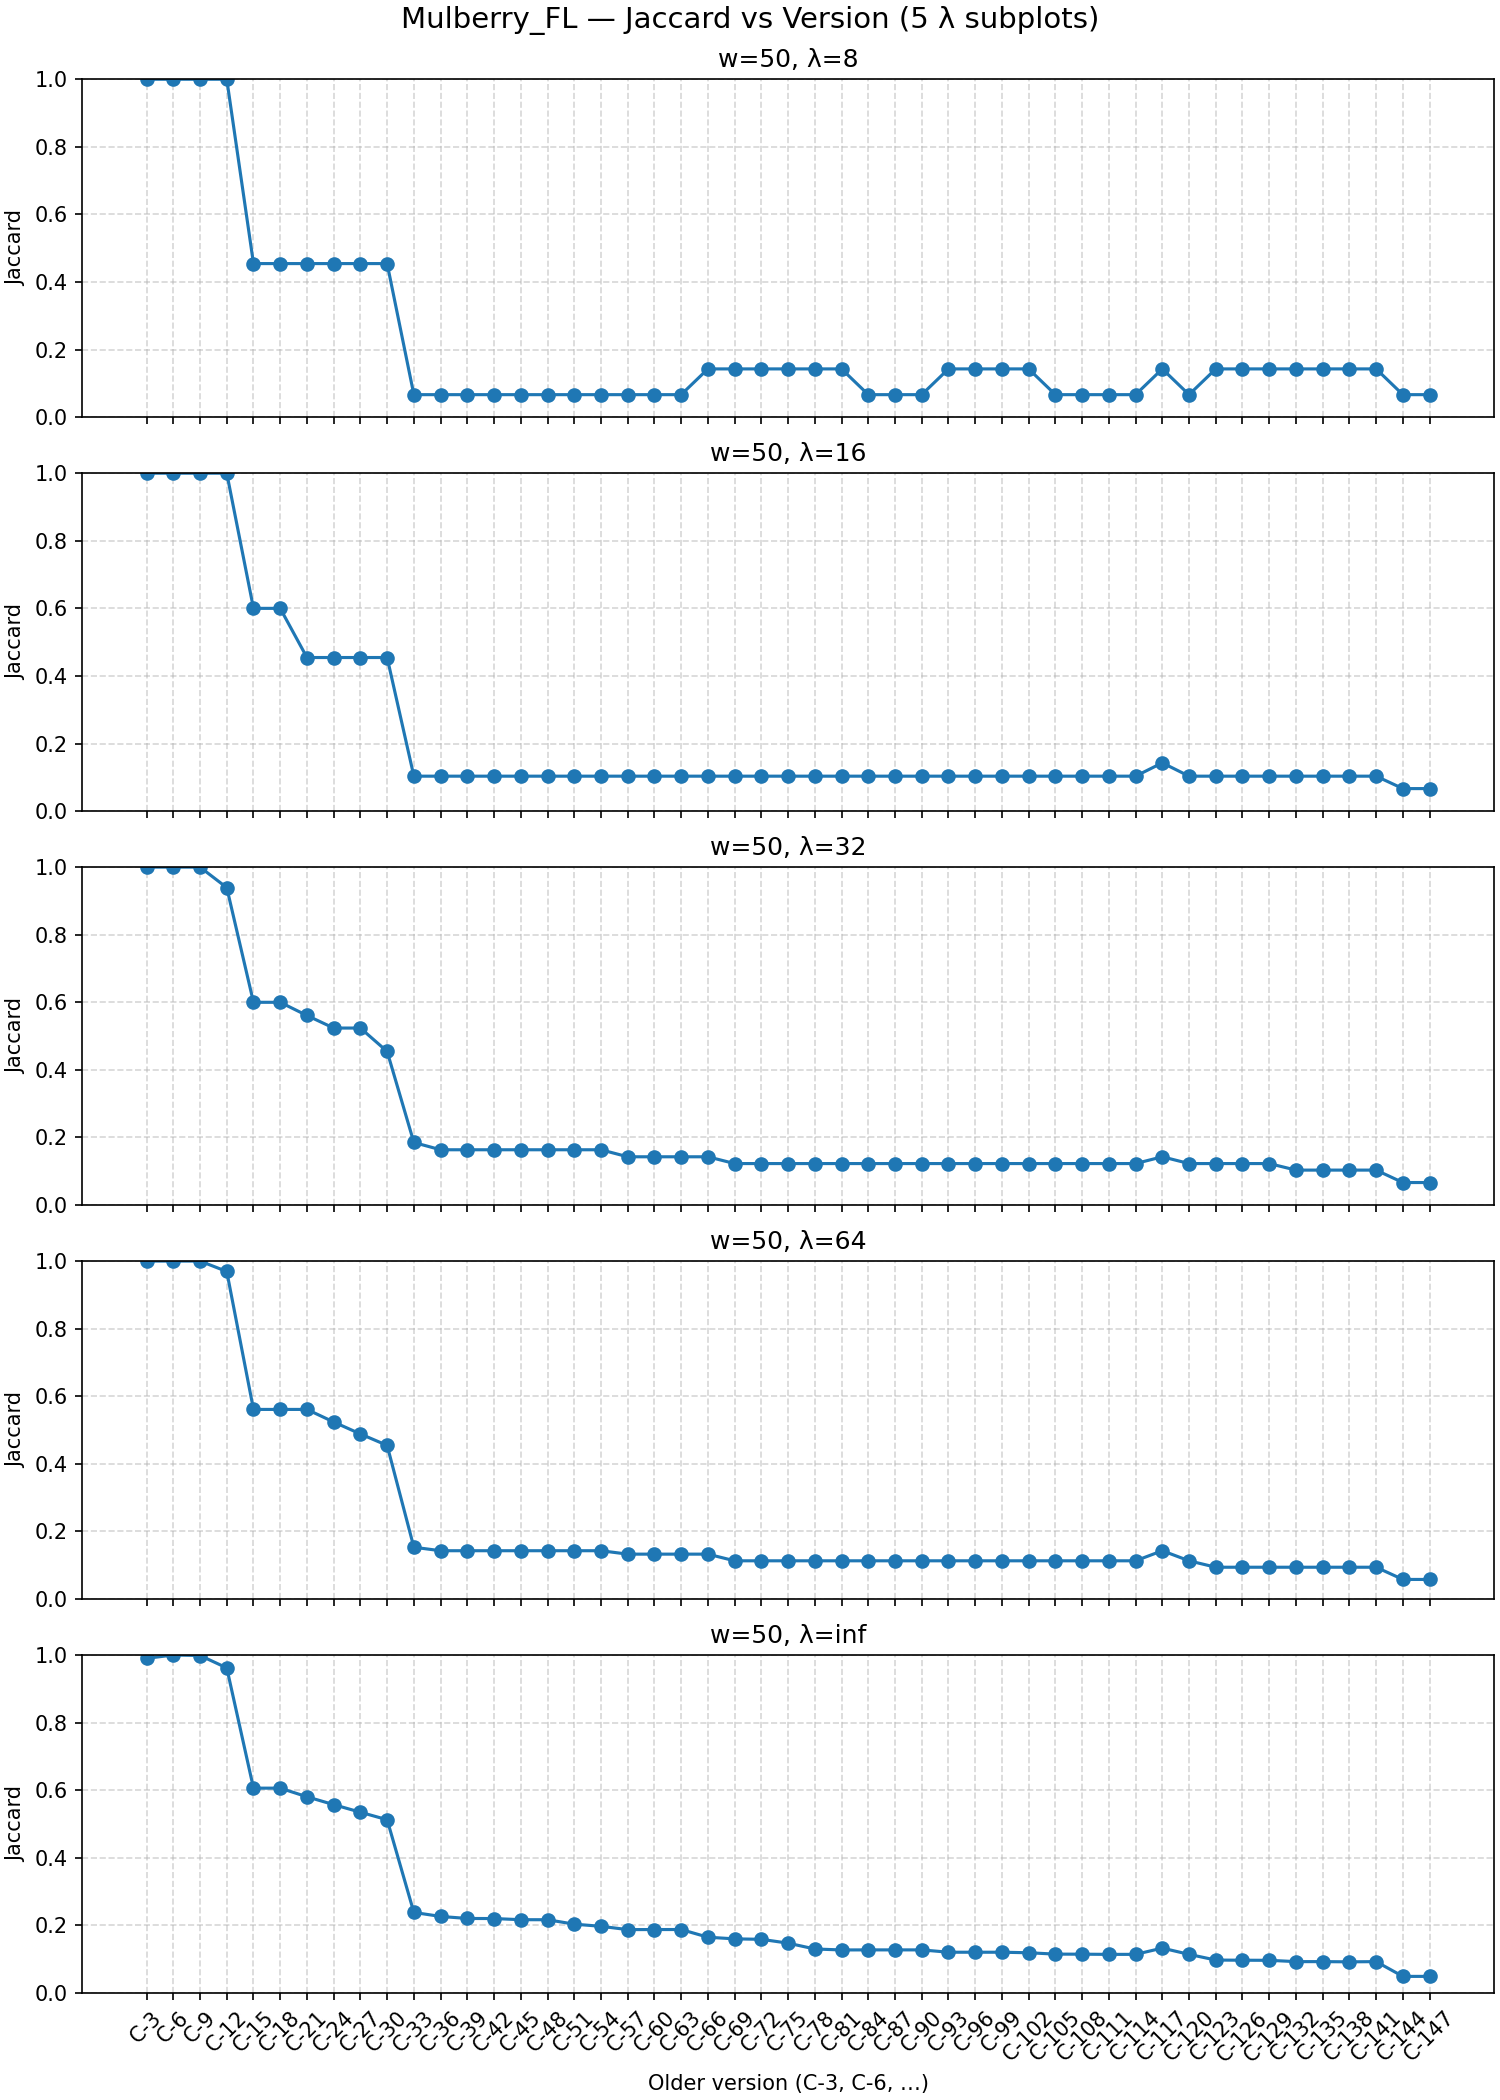 Mulberry_FL — Jaccard vs Version (5 λ subplots)
w=50, λ=8
1.0
0.8
0.6
0.4
0.2
0.0
Jaccard
w=50, λ=16
1.0
0.8
0.6
0.4
0.2
0.0
Jaccard
w=50, λ=32
1.0
0.8
0.6
0.4
0.2
0.0
Jaccard
w=50, λ=64
1.0
0.8
0.6
0.4
0.2
0.0
Jaccard
w=50, λ=inf
1.0
0.8
0.6
0.4
0.2
0.0
Jaccard
C-3 C-6 C-9 C-12 C-15 C-18 C-21 C-24 C-27 C-30 C-33 C-36 C-39 C-42 C-45 C-48 C-51 C-54 C-57 C-60 C-63 C-66 C-69 C-72 C-75 C-78 C-81 C-84 C-87 C-90 C-93 C-96 C-99 C-102 C-105 C-108 C-111 C-114 C-117 C-120 C-123 C-126 C-129 C-132 C-135 C-138 C-141 C-144 C-147
Older version (C-3, C-6, ...)